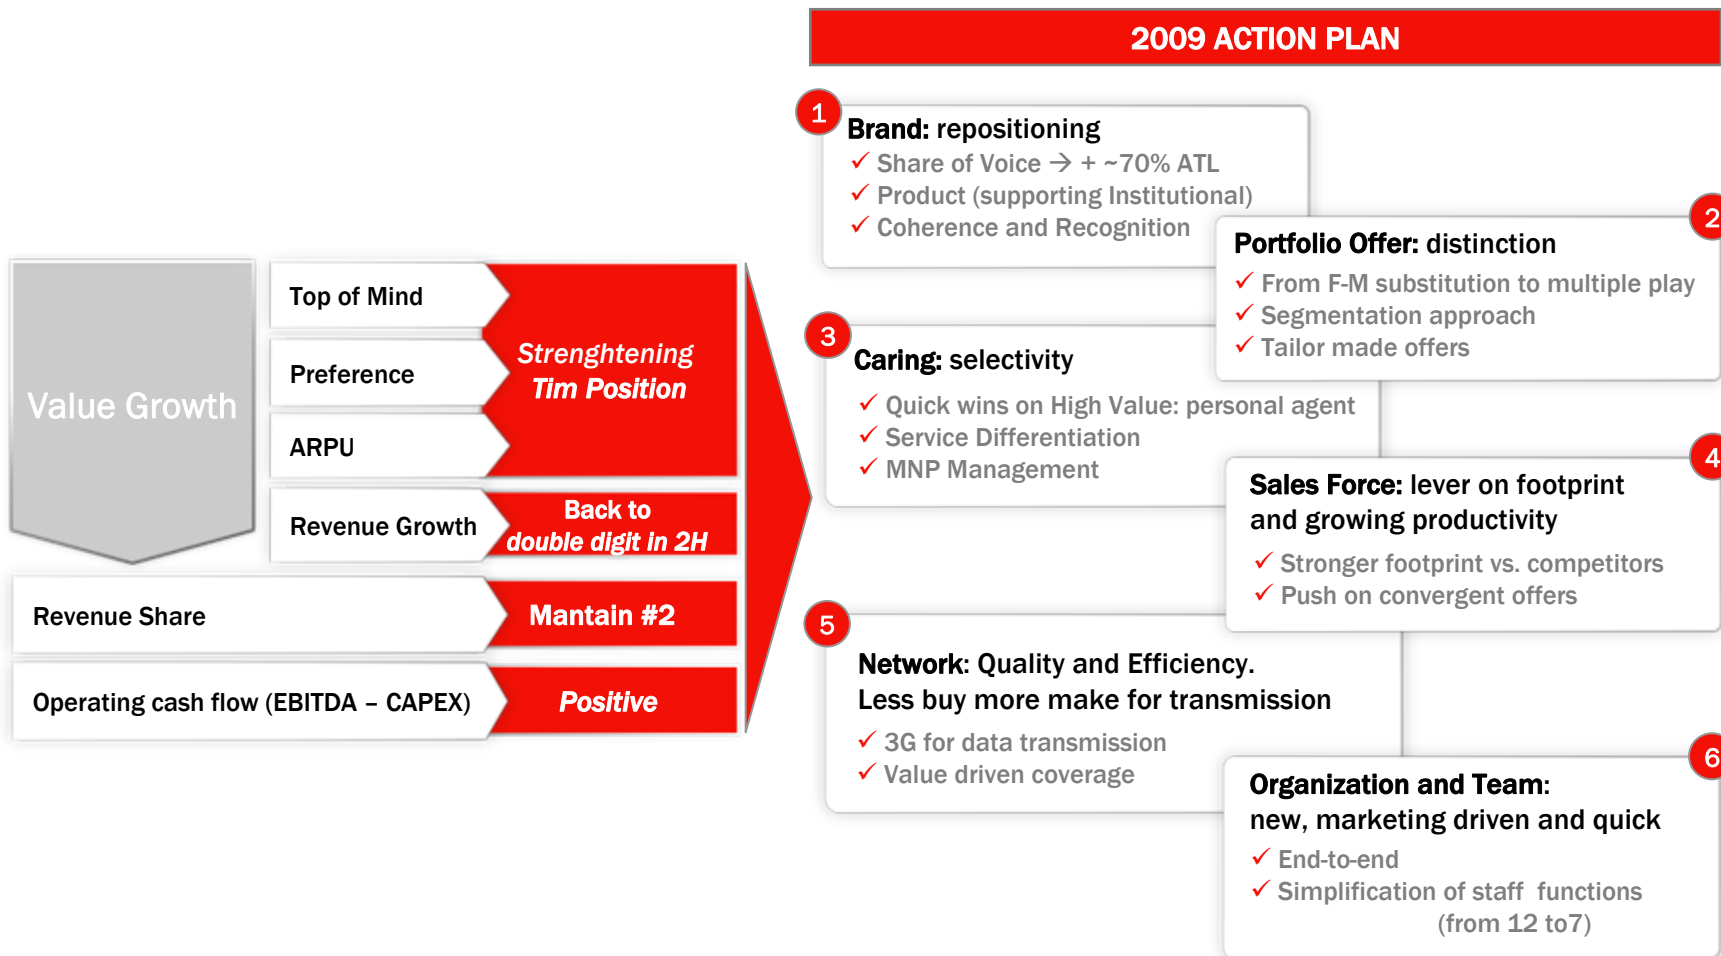 2009 ACTION PLAN
Value Growth
Top of Mind
Preference
ARPU
Strenghtening
Tim Position
Revenue Growth
Back to
double digit in 2H
Revenue Share
Mantain #2
Operating cash flow (EBITDA – CAPEX)
Positive
1
Brand: repositioning
✓ Share of Voice → + ~70% ATL
✓ Product (supporting Institutional)
✓ Coherence and Recognition
2
Portfolio Offer: distinction
✓ From F-M substitution to multiple play
✓ Segmentation approach
✓ Tailor made offers
3
Caring: selectivity
✓ Quick wins on High Value: personal agent
✓ Service Differentiation
✓ MNP Management
4
Sales Force: lever on footprint
and growing productivity
✓ Stronger footprint vs. competitors
✓ Push on convergent offers
5
Network: Quality and Efficiency.
Less buy more make for transmission
✓ 3G for data transmission
✓ Value driven coverage
6
Organization and Team:
new, marketing driven and quick
✓ End-to-end
✓ Simplification of staff functions
(from 12 to7)